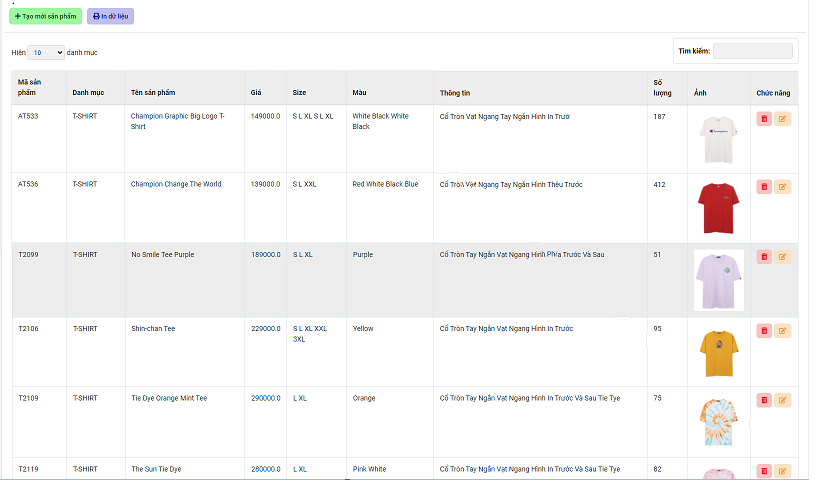 Tạo mới sản phẩm In dữ liệu
Hiện 10 danh mục Tìm kiếm:
Mã sản phẩm Danh mục Tên sản phẩm Giá Size Màu Thông tin Số lượng Ảnh Chức năng
AT533 T-SHIRT Champion Graphic Big Logo T-Shirt 149000.0 S L XL S L XL White Black White Black Cổ Tròn Vạt Ngang Tay Ngắn Hình In Trướ 187
AT536 T-SHIRT Champion Change The World 139000.0 S L XXL Red White Black Blue Cổ Tròn Vạt Ngang Tay Ngắn Hình Thêu Trước 412
T2099 T-SHIRT No Smile Tee Purple 189000.0 S L XL Purple Cổ Tròn Tay Ngắn Vạt Ngang Hình In Phía Trước Và Sau 51
T2106 T-SHIRT Shin-chan Tee 229000.0 S L XL XXL 3XL Yellow Cổ Tròn Tay Ngắn Vạt Ngang Hình In Trước 95
T2109 T-SHIRT Tie Dye Orange Mint Tee 290000.0 L XL Orange Cổ Tròn Tay Ngắn Vạt Ngang Hình In Trước Và Sau Tie Tye 75
T2119 T-SHIRT The Sun Tie Dye 280000.0 L XL Pink White Cổ Tròn Tay Ngắn Vạt Ngang Hình In Trước Và Sau Tie Tye 82